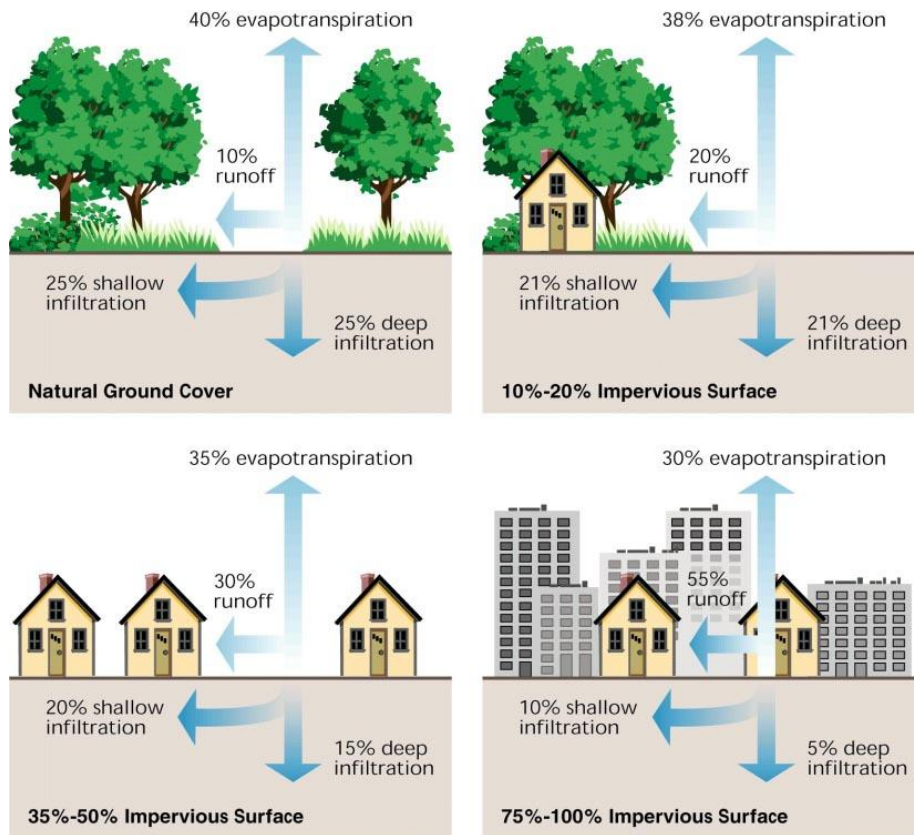 40% evapotranspiration
10%
runoff
25% shallow
infiltration
25% deep
infiltration
Natural Ground Cover
38% evapotranspiration
20%
runoff
21% shallow
infiltration
21% deep
infiltration
10%-20% Impervious Surface
35% evapotranspiration
30%
runoff
20% shallow
infiltration
15% deep
infiltration
35%-50% Impervious Surface
30% evapotranspiration
55%
runoff
10% shallow
infiltration
5% deep
infiltration
75%-100% Impervious Surface